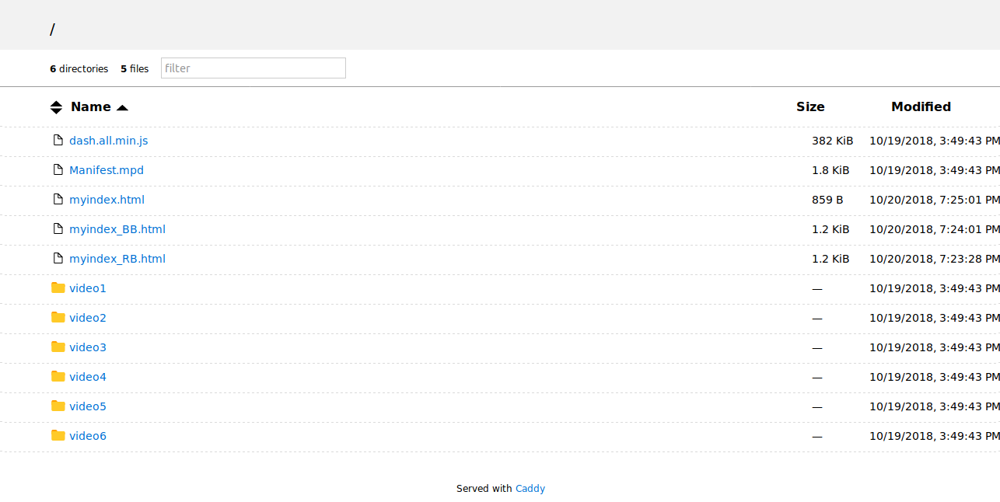 /
6 directories 5 files filter
Name Size Modified
dash.all.min.js 382 KiB 10/19/2018, 3:49:43 PM
Manifest.mpd 1.8 KiB 10/19/2018, 3:49:43 PM
myindex.html 859 B 10/20/2018, 7:25:01 PM
myindex_BB.html 1.2 KiB 10/20/2018, 7:24:01 PM
myindex_RB.html 1.2 KiB 10/20/2018, 7:23:28 PM
video1 — 10/19/2018, 3:49:43 PM
video2 — 10/19/2018, 3:49:43 PM
video3 — 10/19/2018, 3:49:43 PM
video4 — 10/19/2018, 3:49:43 PM
video5 — 10/19/2018, 3:49:43 PM
video6 — 10/19/2018, 3:49:43 PM
Served with Caddy